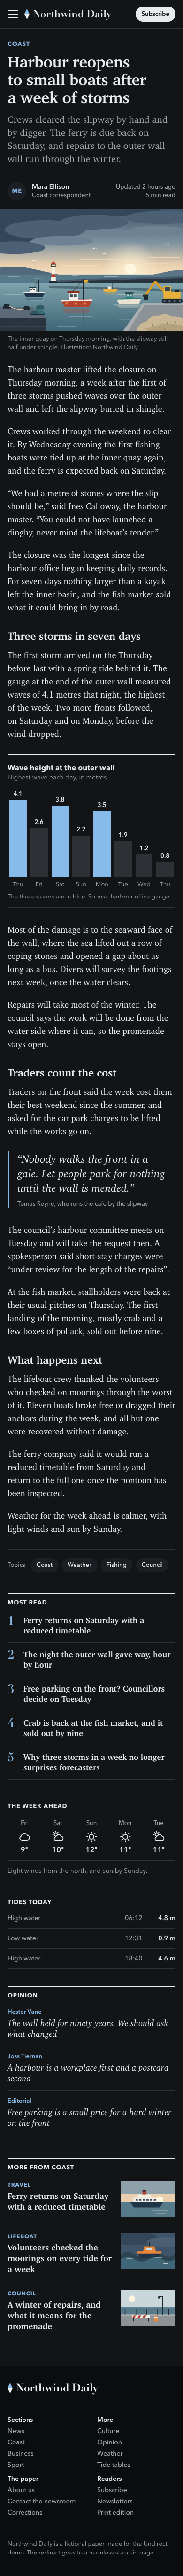 Northwind Daily
Subscribe
COAST
Harbour reopens
to small boats after
a week of storms
Crews cleared the slipway by hand and
by digger. The ferry is due back on
Saturday, and repairs to the outer wall
will run through the winter.
ME
Mara Ellison
Coast correspondent
Updated 2 hours ago
5 min read
The inner quay on Thursday morning, with the slipway still
half under shingle. Illustration: Northwind Daily
The harbour master lifted the closure on
Thursday morning, a week after the first of
three storms pushed waves over the outer
wall and left the slipway buried in shingle.
Crews worked through the weekend to clear
it. By Wednesday evening the first fishing
boats were tied up at the inner quay again,
and the ferry is expected back on Saturday.
“We had a metre of stones where the slip
should be,” said Ines Calloway, the harbour
master. “You could not have launched a
dinghy, never mind the lifeboat’s tender.”
The closure was the longest since the
harbour office began keeping daily records.
For seven days nothing larger than a kayak
left the inner basin, and the fish market sold
what it could bring in by road.
Three storms in seven days
The first storm arrived on the Thursday
before last with a spring tide behind it. The
gauge at the end of the outer wall measured
waves of 4.1 metres that night, the highest
of the week. Two more fronts followed,
on Saturday and on Monday, before the
wind dropped.
Wave height at the outer wall
Highest wave each day, in metres
4.1
2.6
3.8
2.2
3.5
1.9
1.2
0.8
Thu
Fri
Sat
Sun
Mon
Tue
Wed
Thu
The three storms are in blue. Source: harbour office gauge
Most of the damage is to the seaward face of
the wall, where the sea lifted out a row of
coping stones and opened a gap about as
long as a bus. Divers will survey the footings
next week, once the water clears.
Repairs will take most of the winter. The
council says the work will be done from the
water side where it can, so the promenade
stays open.
Traders count the cost
Traders on the front said the week cost them
their best weekend since the summer, and
asked for the car park charges to be lifted
while the works go on.
“Nobody walks the front in a
gale. Let people park for nothing
until the wall is mended.”
Tomas Reyne, who runs the cafe by the slipway
The council’s harbour committee meets on
Tuesday and will take the request then. A
spokesperson said short-stay charges were
“under review for the length of the repairs”.
At the fish market, stallholders were back at
their usual pitches on Thursday. The first
landing of the morning, mostly crab and a
few boxes of pollack, sold out before nine.
What happens next
The lifeboat crew thanked the volunteers
who checked on moorings through the worst
of it. Eleven boats broke free or dragged their
anchors during the week, and all but one
were recovered without damage.
The ferry company said it would run a
reduced timetable from Saturday and
return to the full one once the pontoon has
been inspected.
Weather for the week ahead is calmer, with
light winds and sun by Sunday.
Topics
Coast
Weather
Fishing
Council
MOST READ
1
Ferry returns on Saturday with a
reduced timetable
2
The night the outer wall gave way, hour
by hour
3
Free parking on the front? Councillors
decide on Tuesday
4
Crab is back at the fish market, and it
sold out by nine
5
Why three storms in a week no longer
surprises forecasters
THE WEEK AHEAD
Fri
Sat
Sun
Mon
Tue
9°
10°
12°
11°
11°
Light winds from the north, and sun by Sunday.
TIDES TODAY
High water 06:12 4.8 m
Low water 12:31 0.9 m
High water 18:40 4.6 m
OPINION
Hester Vane
The wall held for ninety years. We should ask
what changed
Joss Tiernan
A harbour is a workplace first and a postcard
second
Editorial
Free parking is a small price for a hard winter
on the front
MORE FROM COAST
TRAVEL
Ferry returns on Saturday
with a reduced timetable
LIFEBOAT
Volunteers checked the
moorings on every tide for
a week
COUNCIL
A winter of repairs, and
what it means for the
promenade
Northwind Daily
Sections
News
Coast
Business
Sport
More
Culture
Opinion
Weather
Tide tables
The paper
About us
Contact the newsroom
Corrections
Readers
Subscribe
Newsletters
Print edition
Northwind Daily is a fictional paper made for the Undirect
demo. The redirect goes to a harmless stand-in page.